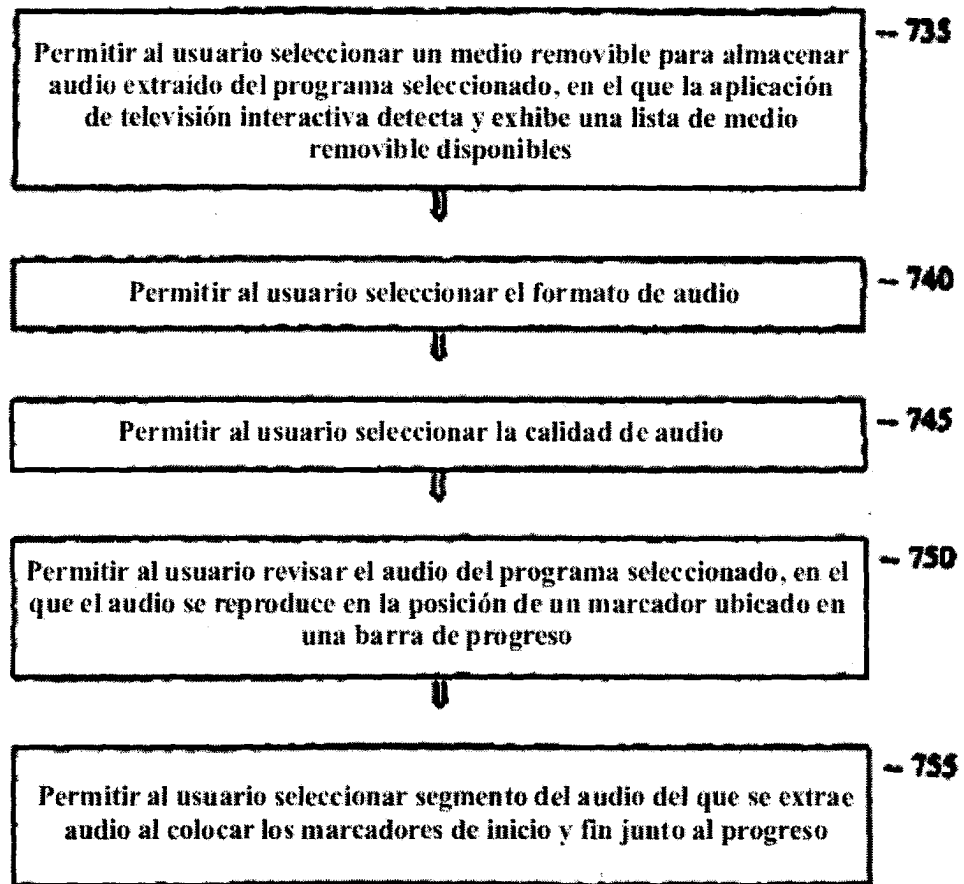 -- 735
Permitir al usuario seleccionar un medio removible para almacenar
audio extraído del programa seleccionado, en el que la aplicación
de televisión interactiva detecta y exhibe una lista de medio
removible disponibles
-- 740
Permitir al usuario seleccionar el formato de audio
-- 745
Permitir al usuario seleccionar la calidad de audio
-- 750
Permitir al usuario revisar el audio del programa seleccionado, en el
que el audio se reproduce en la posición de un marcador ubicado en
una barra de progreso
-- 755
Permitir al usuario seleccionar segmento del audio del que se extrae
audio al colocar los marcadores de inicio y fin junto al progreso